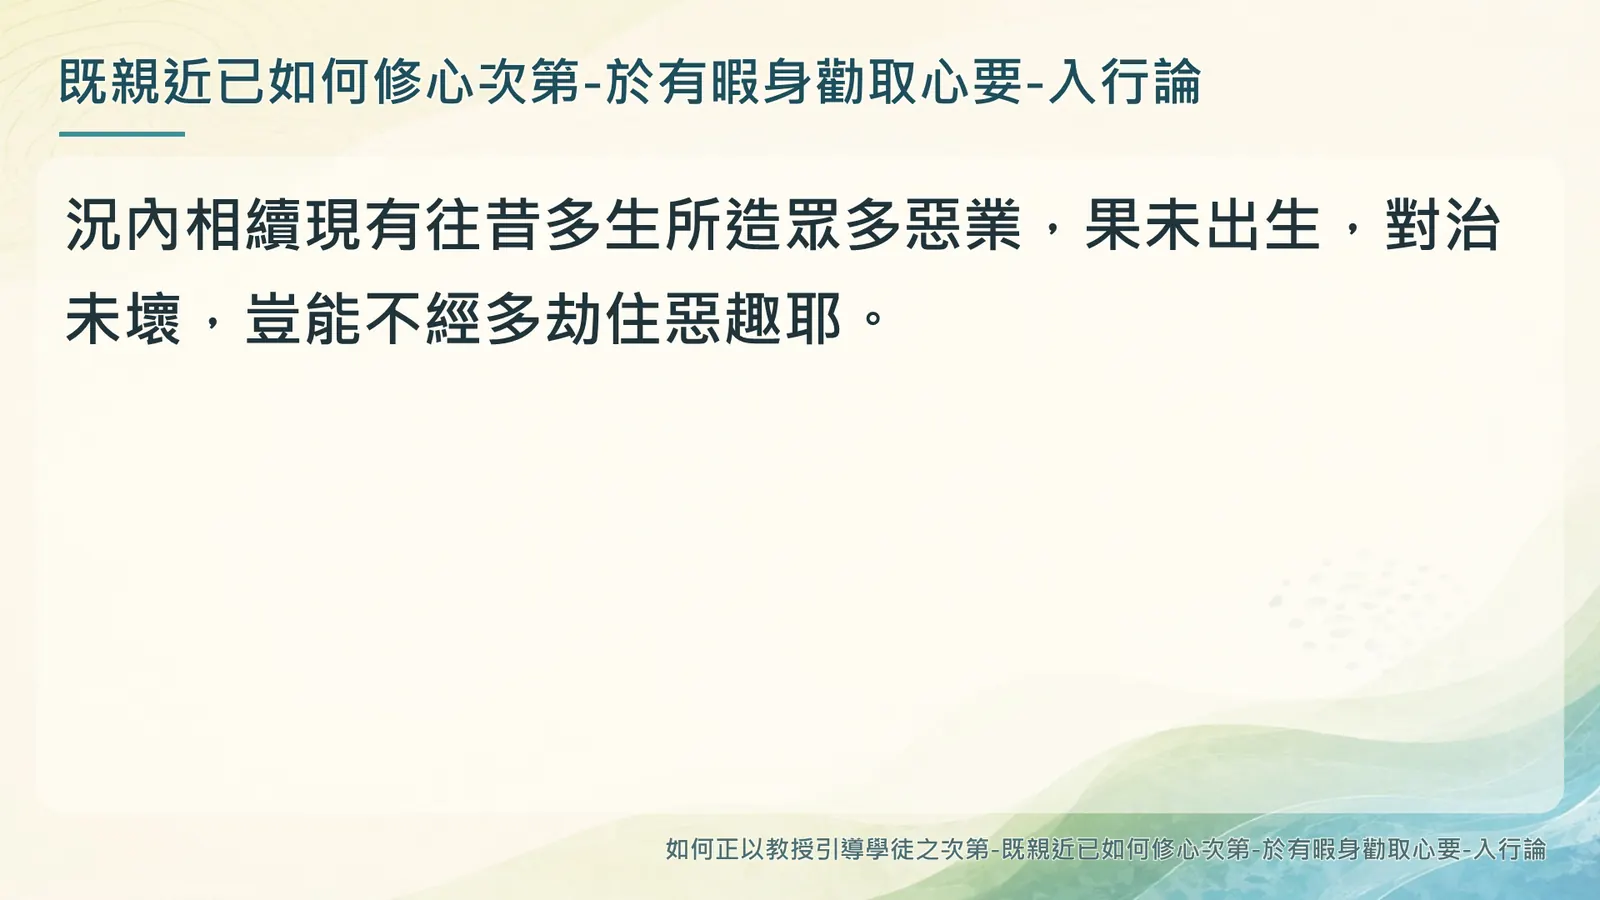 既親近已如何修心次第-於有暇身勸取心要-入行論
況內相續現有往昔多生所造眾多惡業，果未出生，對治
未壞，豈能不經多劫住惡趣耶。
如何正以教授引導學徒之次第-既親近已如何修心次第-於有暇身勸取心要-入行論